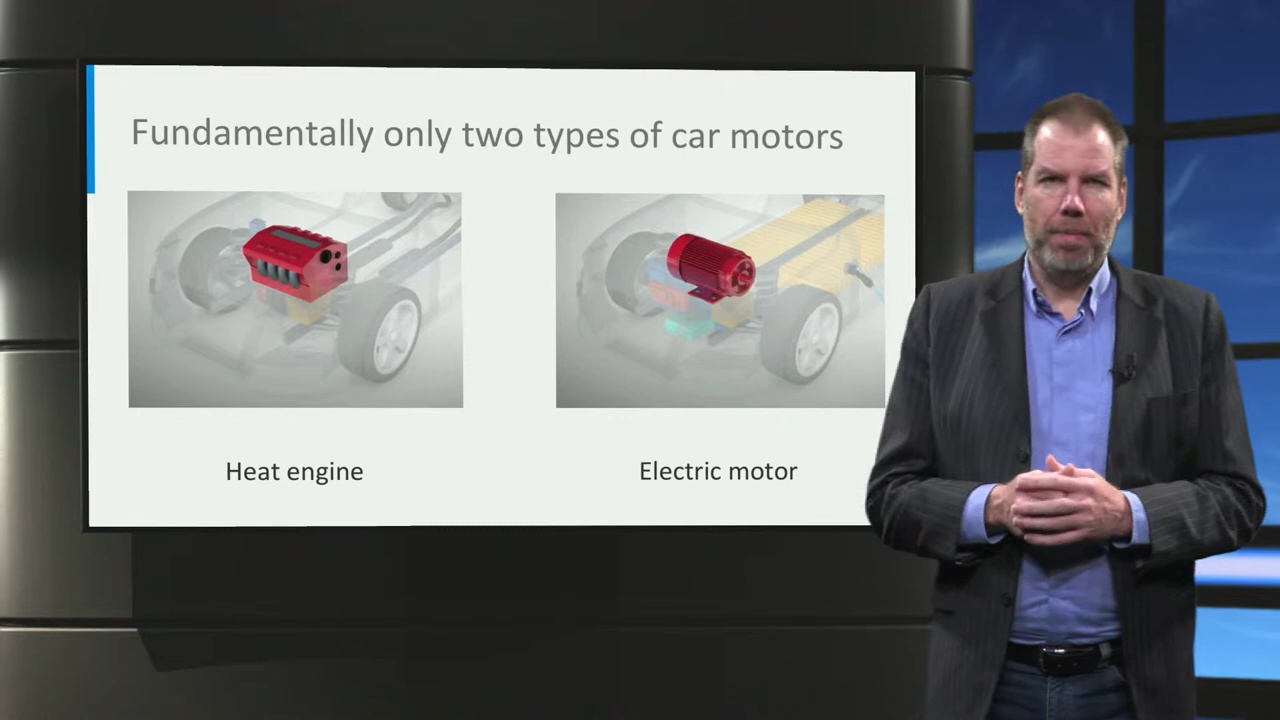 Fundamentally only two types of car motors
Heat engine
Electric motor